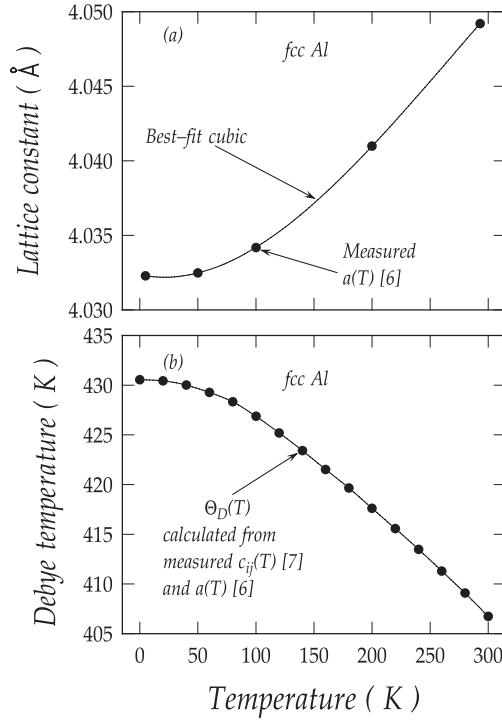 (a)
fcc Al
4.050
4.045
4.040
4.035
4.030
Lattice constant ( Å )
Best–fit cubic
Measured
a(T) [6]
(b)
fcc Al
435
430
425
420
415
410
405
Debye temperature ( K )
Θ_D(T)
calculated from
measured c_ij(T) [7]
and a(T) [6]
0 50 100 150 200 250 300
Temperature ( K )